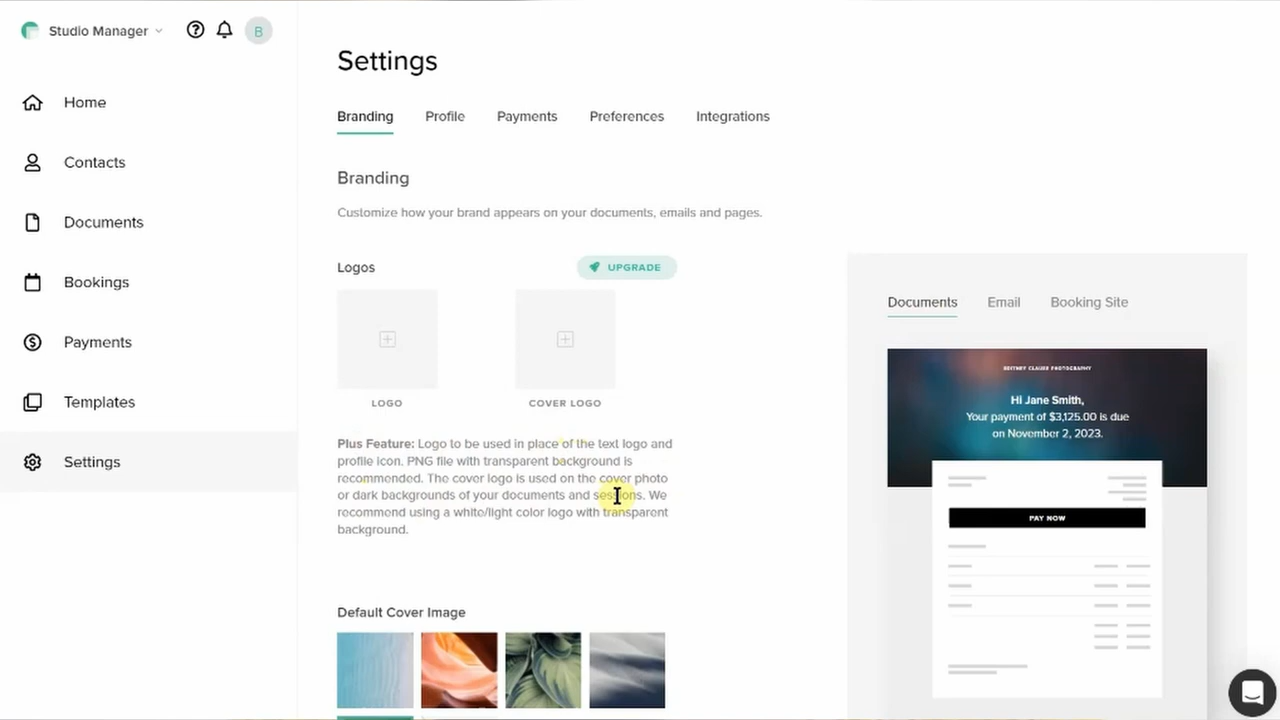 Studio Manager
B
Home
Contacts
Documents
Bookings
Payments
Templates
Settings
Settings
Branding
Profile
Payments
Preferences
Integrations
Branding
Customize how your brand appears on your documents, emails and pages.
Logos
UPGRADE
LOGO
COVER LOGO
Plus Feature: Logo to be used in place of the text logo and
profile icon. PNG file with transparent background is
recommended. The cover logo is used on the cover photo
or dark backgrounds of your documents and sessions. We
recommend using a white/light color logo with transparent
background.
Default Cover Image
Documents
Email
Booking Site
BRITNEY CLAUSE PHOTOGRAPHY
Hi Jane Smith,
Your payment of $3,125.00 is due
on November 2, 2023.
PAY NOW